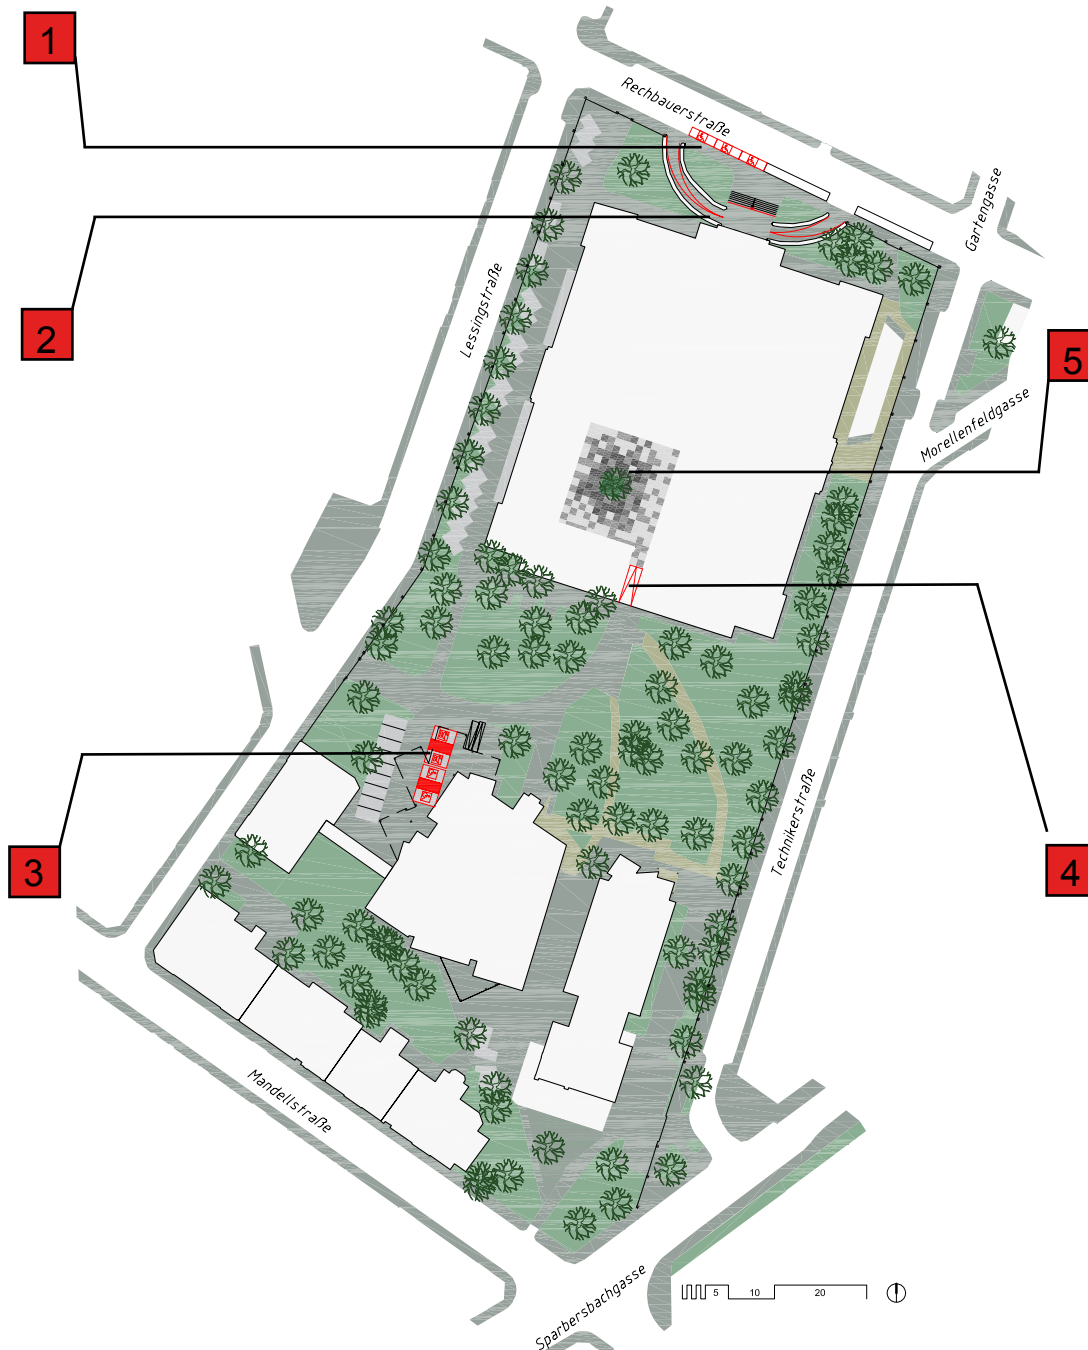 1
Rechbauerstraße
Gartengasse
2
Lessingstraße
5
Morellenfeldgasse
3
4
Technikerstraße
Mandellstraße
Sparbersbachgasse
5 10 20